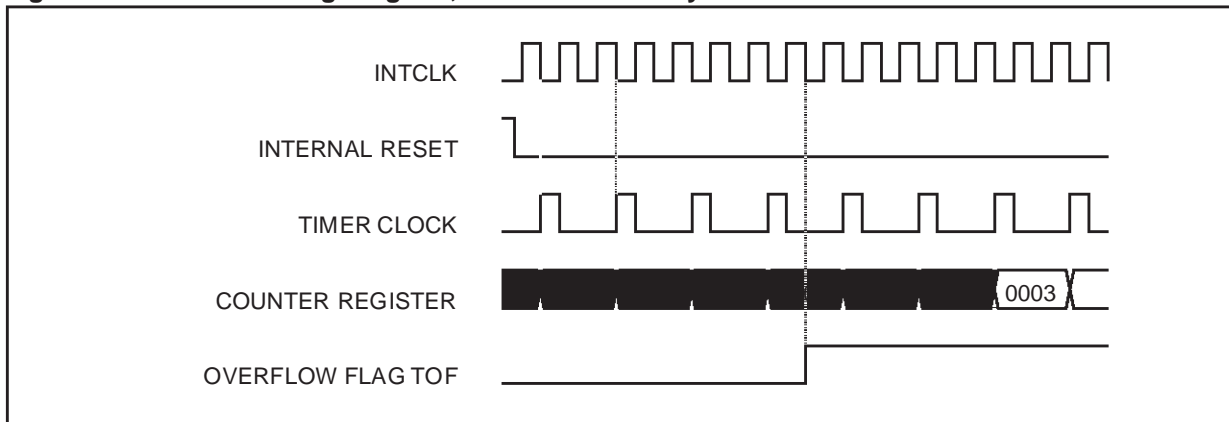 INTCLK
INTERNAL RESET
TIMER CLOCK
COUNTER REGISTER
0003
OVERFLOW FLAG TOF